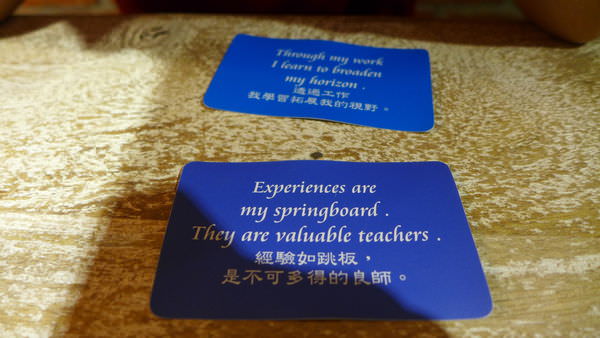 Through my work
I learn to broaden
my horizon .
透過工作
我學習拓展我的視野。
Experiences are
my springboard .
They are valuable teachers .
經驗如跳板，
是不可多得的良師。